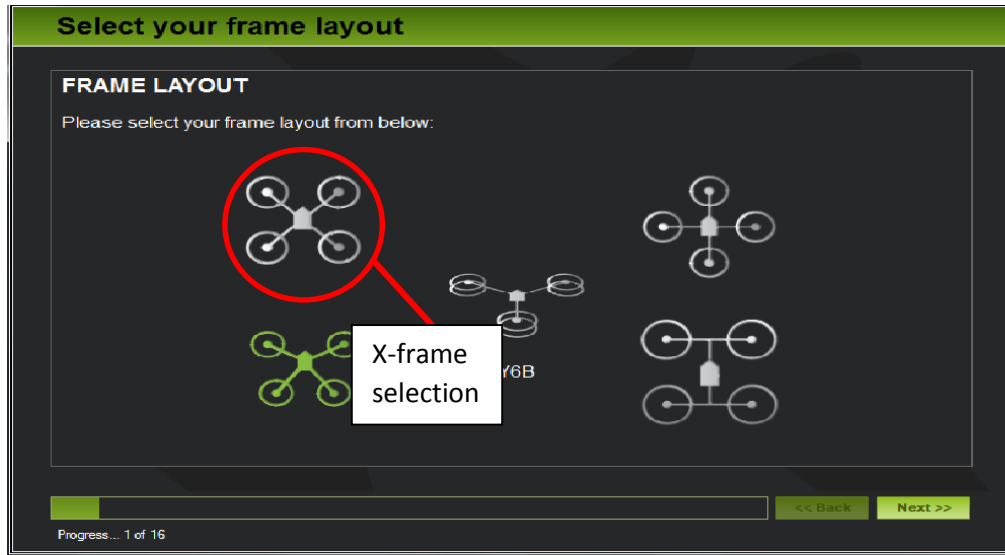 Select your frame layout
FRAME LAYOUT
Please select your frame layout from below:
X-frame
selection
Y6B
<< Back
Next >>
Progress... 1 of 16